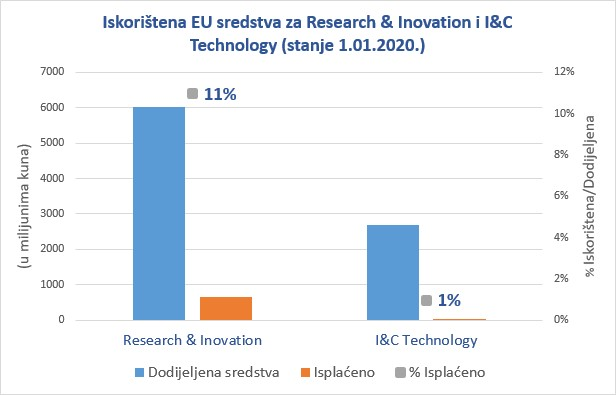 Iskorištena EU sredstva za Research & Inovation i I&C
Technology (stanje 1.01.2020.)
7000
6000
5000
4000
3000
2000
1000
0
(u milijunima kuna)
11%
1%
12%
10%
8%
6%
4%
2%
0%
% Iskorištena/Dodijeljena
Research & Inovation
I&C Technology
Dodijeljena sredstva
Isplaćeno
% Isplaćeno